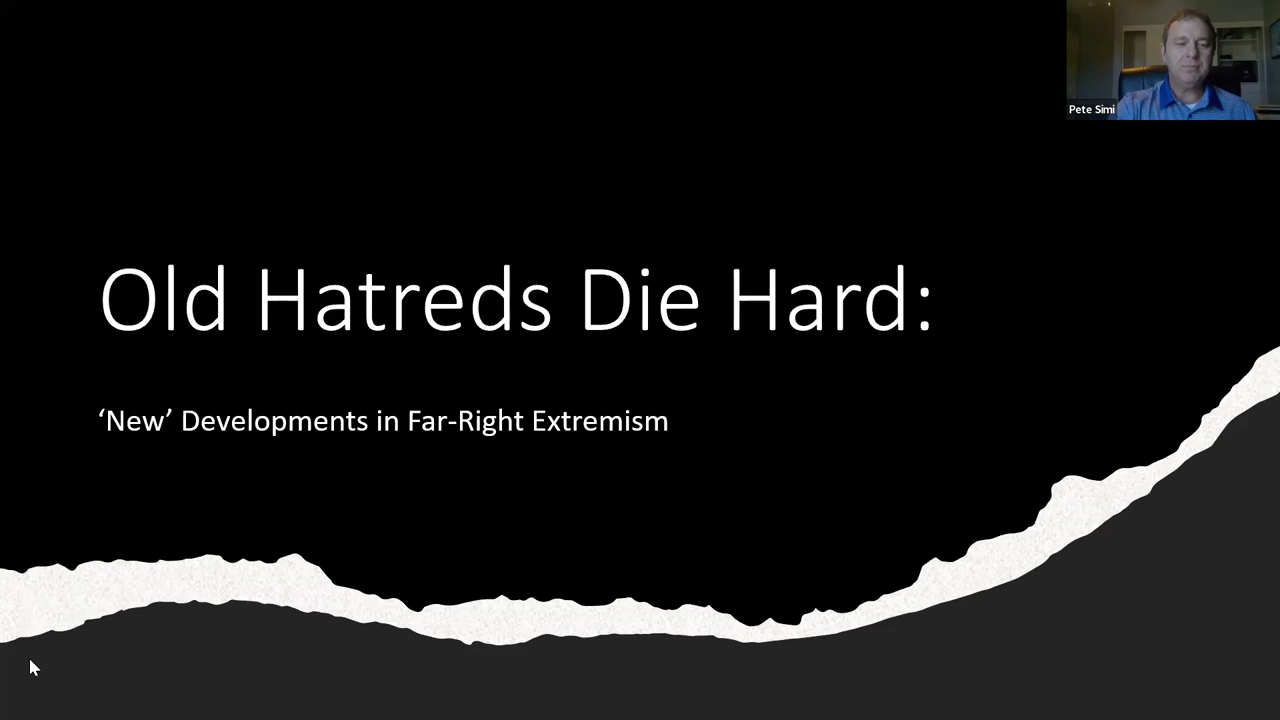 Pete Simi
Old Hatreds Die Hard:
‘New’ Developments in Far-Right Extremism